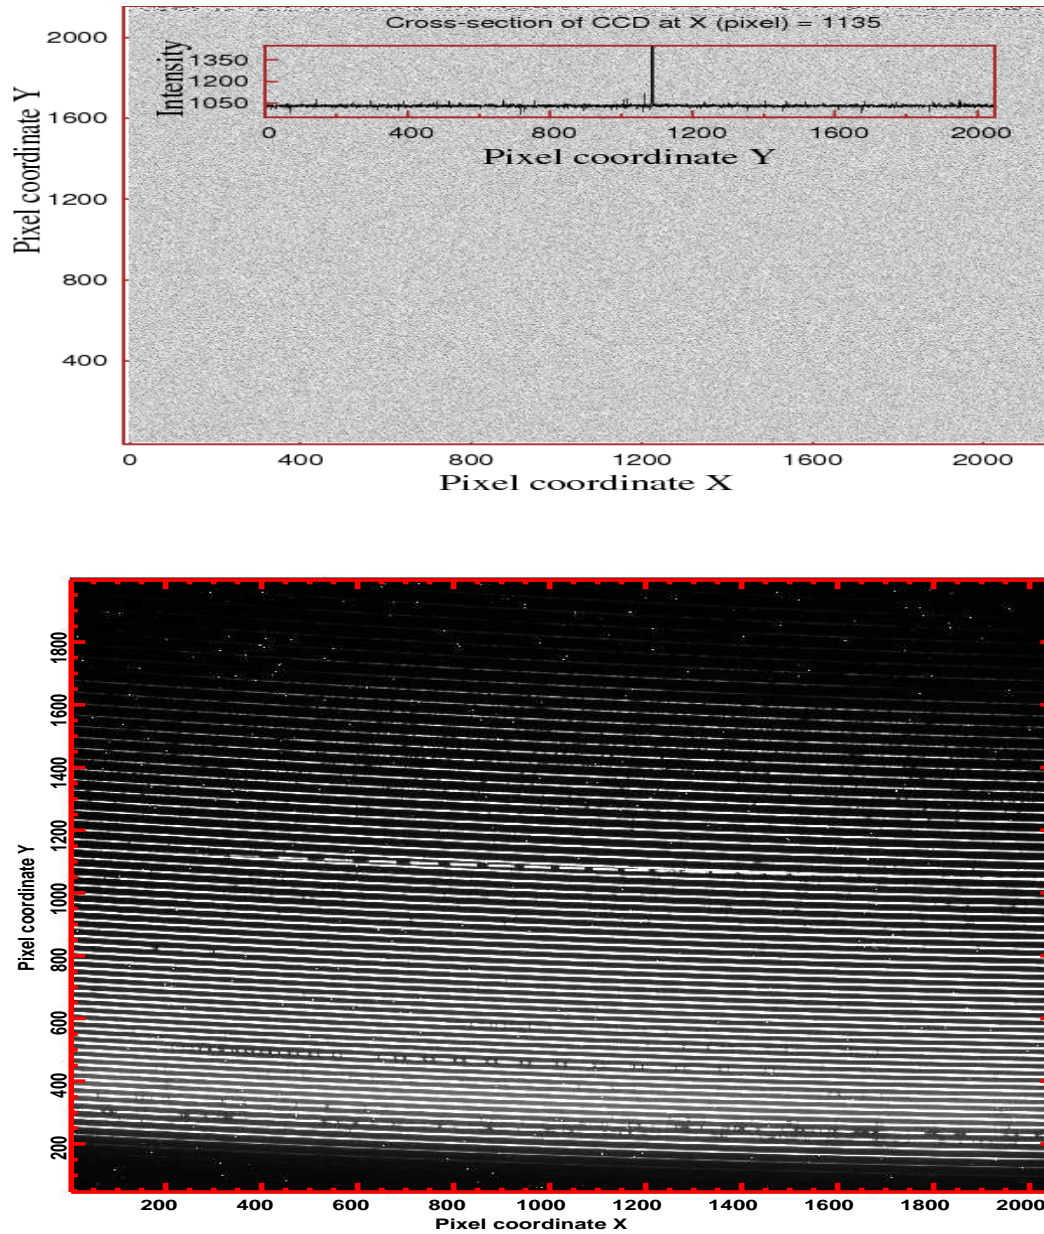 Cross-section of CCD at X (pixel) = 1135
2000
1600
1200
800
400
Pixel coordinate Y
Intensity
1350
1200
1050
0 400 800 1200 1600 2000
Pixel coordinate Y
0 400 800 1200 1600 2000
Pixel coordinate X
1800
1600
1400
1200
1000
800
600
400
200
Pixel coordinate Y
200 400 600 800 1000 1200 1400 1600 1800 2000
Pixel coordinate X